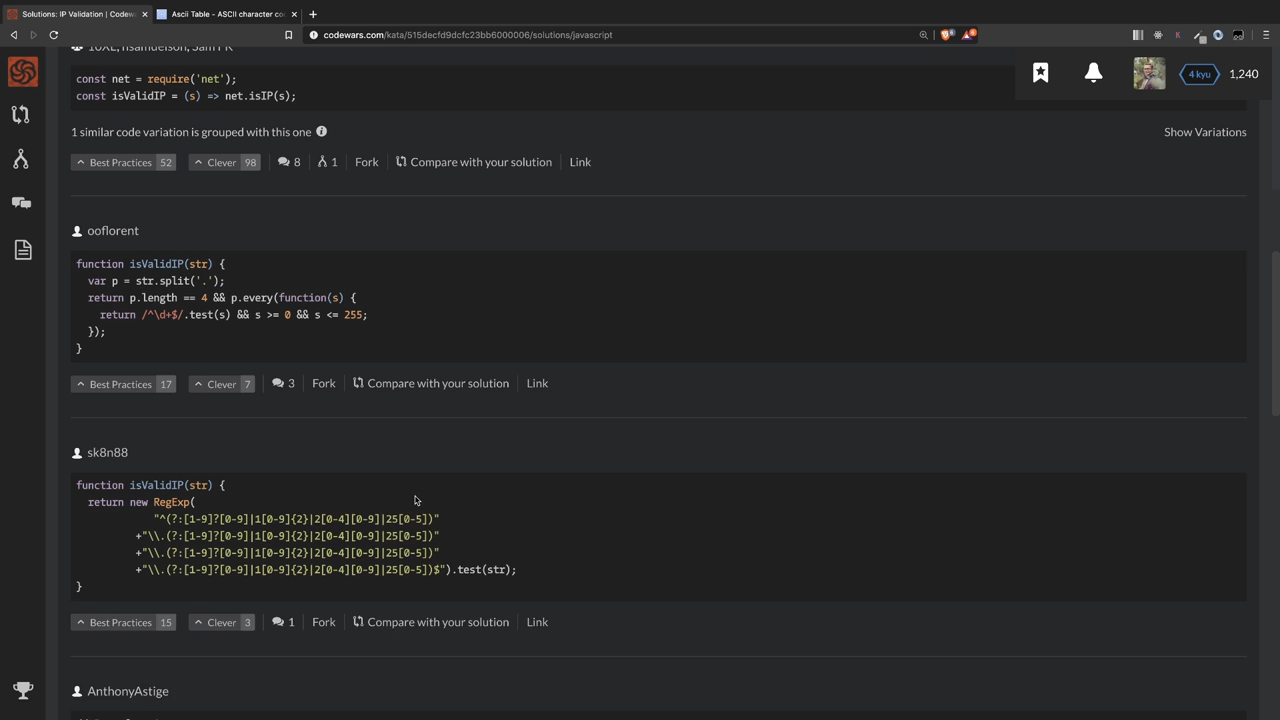 Solutions: IP Validation | Codewa
Ascii Table - ASCII character co
codewars.com/kata/515decfd9dcfc23bb6000006/solutions/javascript
const net = require('net');
const isValidIP = (s) => net.isIP(s);
4 kyu
1,240
1 similar code variation is grouped with this one
Show Variations
Best Practices 52 Clever 98 8 1 Fork Compare with your solution Link
ooflorent
function isValidIP(str) {
var p = str.split('.');
return p.length == 4 && p.every(function(s) {
return /^\d+$/.test(s) && s >= 0 && s <= 255;
});
}
Best Practices 17 Clever 7 3 Fork Compare with your solution Link
sk8n88
function isValidIP(str) {
return new RegExp(
"^(?:[1-9]?[0-9]|1[0-9]{2}|2[0-4][0-9]|25[0-5])"
+"\\.(?:[1-9]?[0-9]|1[0-9]{2}|2[0-4][0-9]|25[0-5])"
+"\\.(?:[1-9]?[0-9]|1[0-9]{2}|2[0-4][0-9]|25[0-5])"
+"\\.(?:[1-9]?[0-9]|1[0-9]{2}|2[0-4][0-9]|25[0-5])$").test(str);
}
Best Practices 15 Clever 3 1 Fork Compare with your solution Link
AnthonyAstige